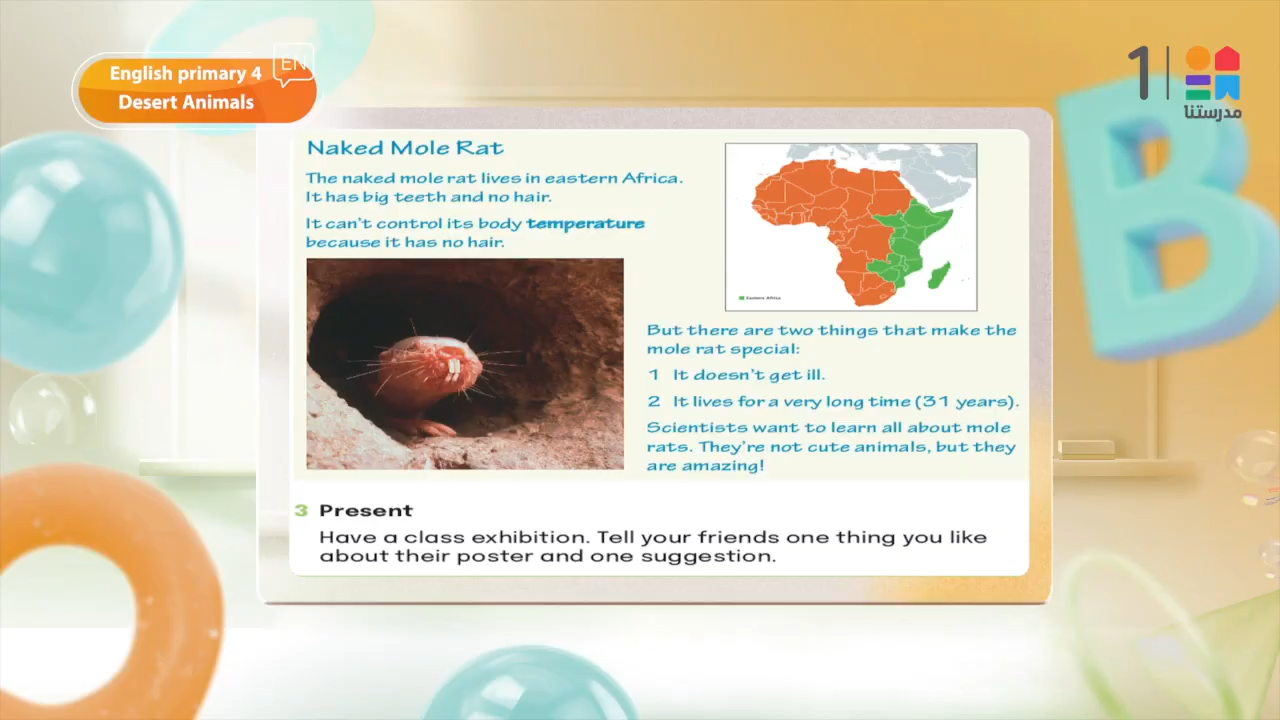 English primary 4
Desert Animals
EN
1
مدرستنا
Naked Mole Rat
The naked mole rat lives in eastern Africa.
It has big teeth and no hair.
It can't control its body temperature
because it has no hair.
Eastern Africa
But there are two things that make the
mole rat special:
1 It doesn't get ill.
2 It lives for a very long time (31 years).
Scientists want to learn all about mole
rats. They're not cute animals, but they
are amazing!
3 Present
Have a class exhibition. Tell your friends one thing you like
about their poster and one suggestion.
B